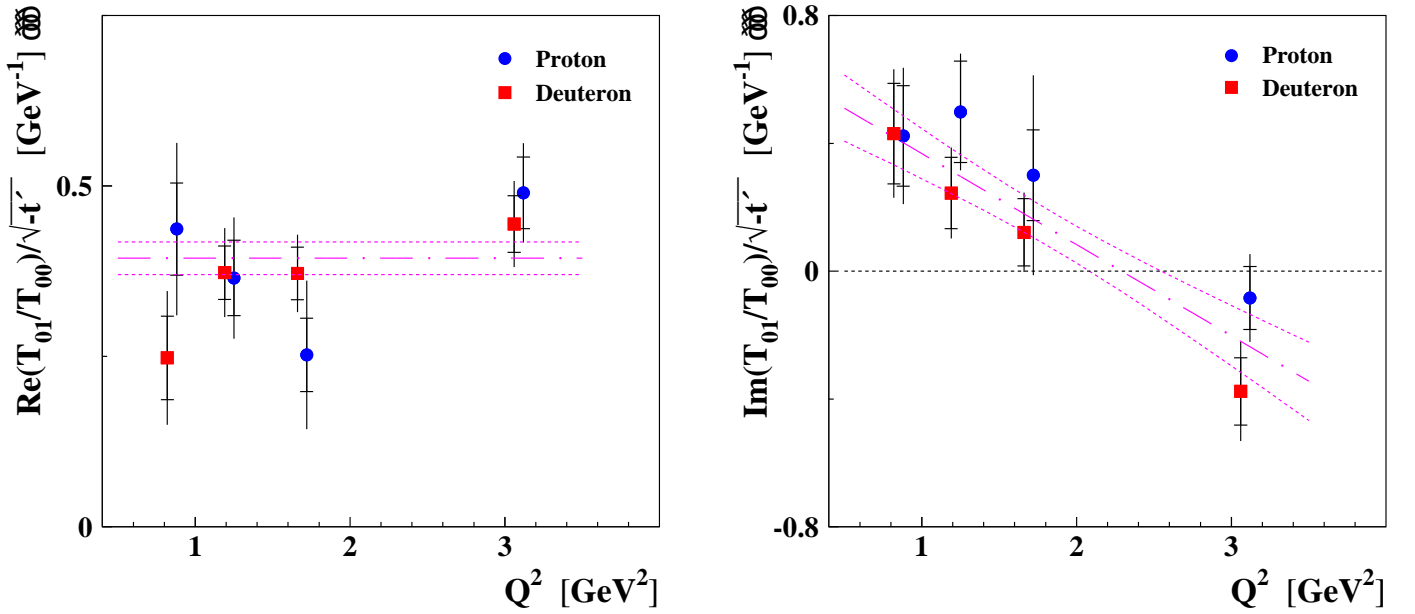 Re(T₀₁/T₀₀)/√-t´ [GeV⁻¹]
0.5
0
Proton
Deuteron
1 2 3
Q² [GeV²]
Im(T₀₁/T₀₀)/√-t´ [GeV⁻¹]
0.8
0
-0.8
Proton
Deuteron
1 2 3
Q² [GeV²]